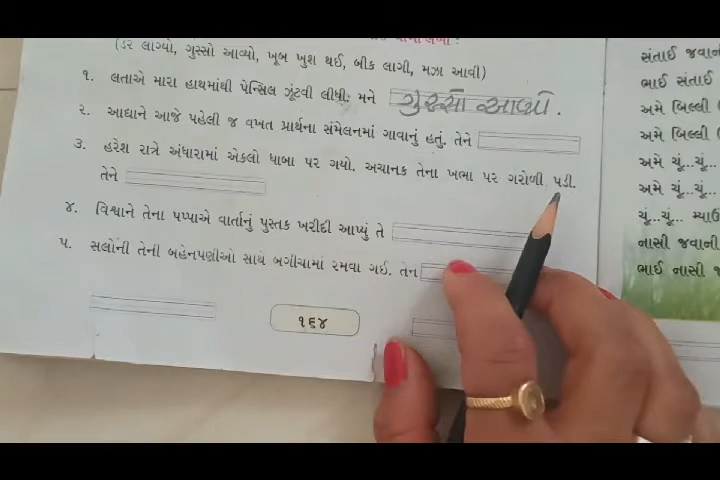 (ડર લાગ્યો, ગુસ્સો આવ્યો, ખૂબ ખુશ થઈ, બીક લાગી, મઝા આવી)
૧. લતાએ મારા હાથમાંથી પેન્સિલ ઝૂંટવી લીધી. મને ગુસ્સો આવ્યો.
૨. આદ્યાને આજે પહેલી જ વખત પ્રાર્થના સંમેલનમાં ગાવાનું હતું. તેને
૩. હરેશ રાત્રે અંધારામાં એકલો ધાબા પર ગયો. અચાનક તેના ખભા પર ગરોળી પડી.
તેને
૪. વિશ્વાને તેના પપ્પાએ વાર્તાનું પુસ્તક ખરીદી આપ્યું તે
૫. સલોની તેની બહેનપણીઓ સાથે બગીચામાં રમવા ગઈ. તેને
૧૬૪
સંતાઈ જવાની
ભાઈ સંતાઈ
અમે બિલ્લી
અમે બિલ્લી
અમે ચૂં...ચૂં...
અમે ચૂં...ચૂં...
ચૂં...ચૂં... મ્યાઉ
નાસી જવાની
ભાઈ નાસી